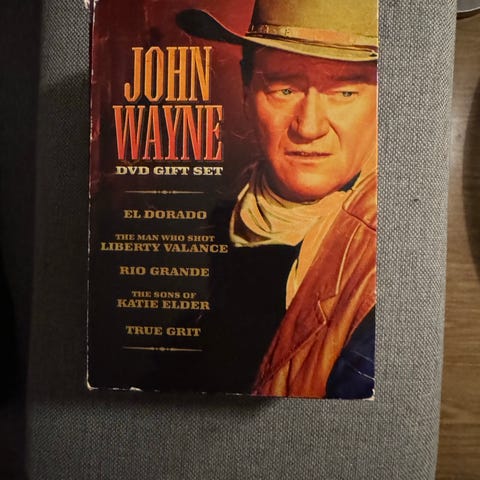 JOHN
WAYNE
DVD GIFT SET
EL DORADO
THE MAN WHO SHOT
LIBERTY VALANCE
RIO GRANDE
THE SONS OF
KATIE ELDER
TRUE GRIT